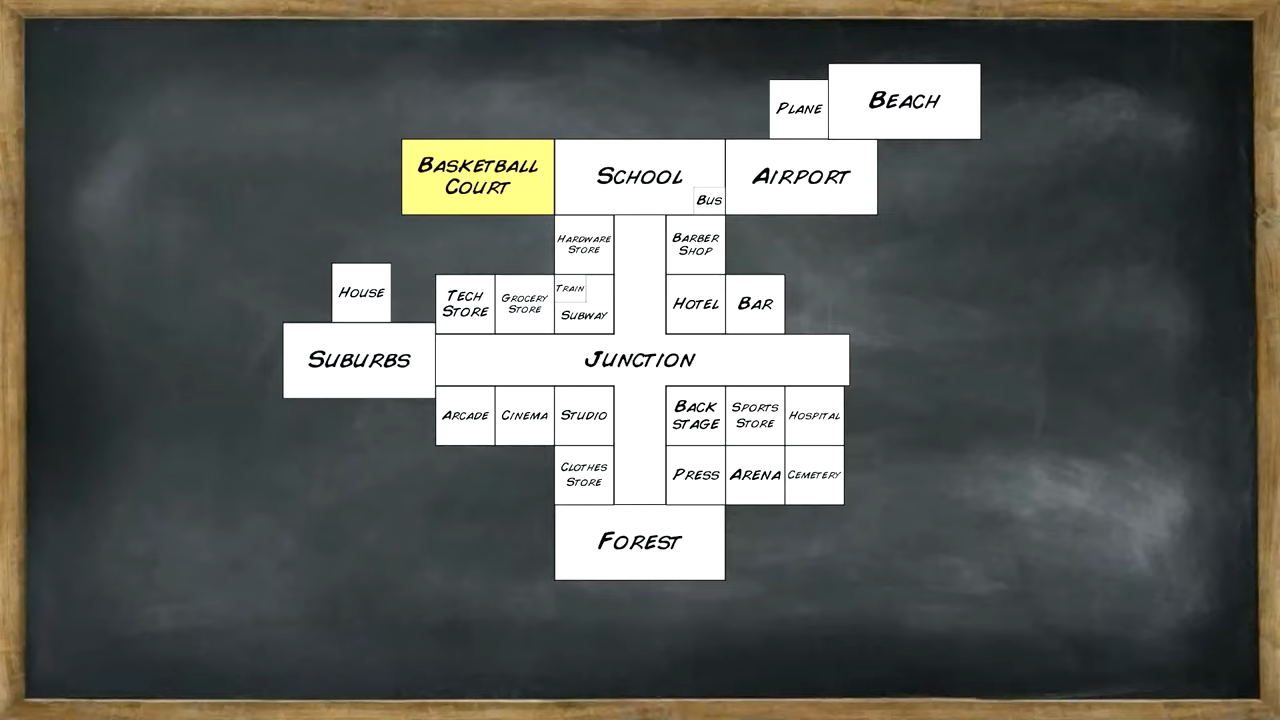 BEACH
PLANE
BASKETBALL
COURT
SCHOOL
AIRPORT
BUS
HARDWARE
STORE
BARBER
SHOP
HOUSE
TECH
STORE
GROCERY
STORE
TRAIN
SUBWAY
HOTEL
BAR
SUBURBS
JUNCTION
ARCADE
CINEMA
STUDIO
BACK
STAGE
SPORTS
STORE
HOSPITAL
CLOTHES
STORE
PRESS
ARENA
CEMETERY
FOREST